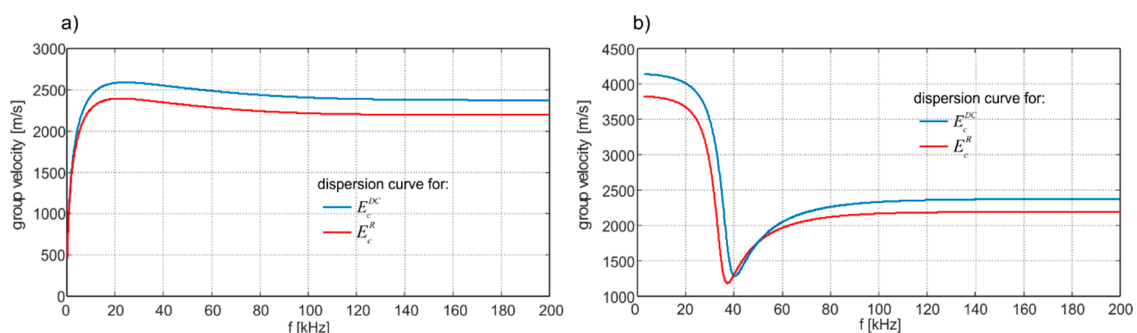 a)
3000
2500
2000
1500
1000
500
0
group velocity [m/s]
dispersion curve for:
E_c^{DC}
E_c^{R}
0 20 40 60 80 100 120 140 160 180 200
f [kHz]
b)
4500
4000
3500
3000
2500
2000
1500
1000
group velocity [m/s]
dispersion curve for:
E_c^{DC}
E_c^{R}
0 20 40 60 80 100 120 140 160 180 200
f [kHz]